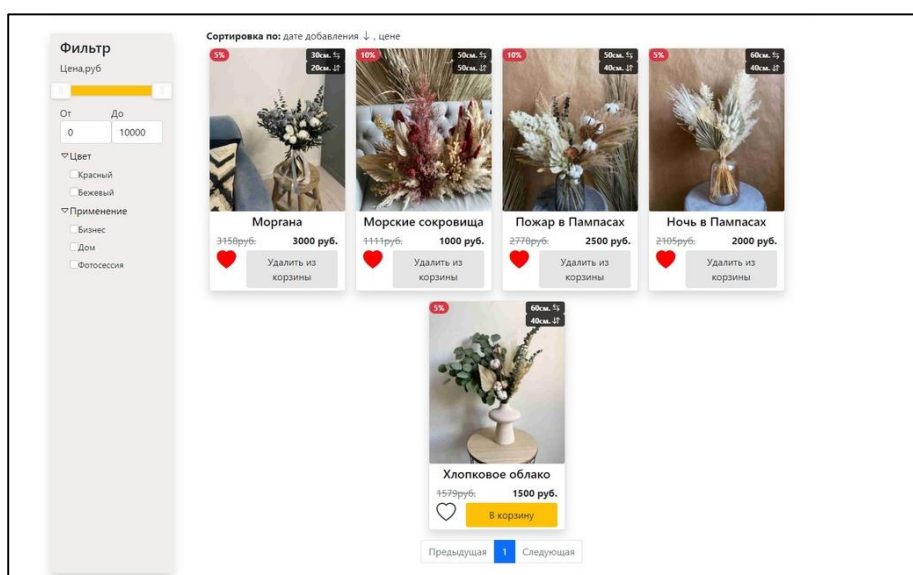 Фильтр
Цена,руб
От До
0 10000
Цвет
Красный
Бежевый
Применение
Бизнес
Дом
Фотосессия
Сортировка по: дате добавления ↓ , цене
5% 30см.
20см.
Моргана
3158руб. 3000 руб.
Удалить из
корзины
10% 50см.
50см.
Морские сокровища
1111руб. 1000 руб.
Удалить из
корзины
10% 50см.
40см.
Пожар в Пампасах
2778руб. 2500 руб.
Удалить из
корзины
5% 60см.
40см.
Ночь в Пампасах
2105руб. 2000 руб.
Удалить из
корзины
5% 60см.
40см.
Хлопковое облако
1579руб. 1500 руб.
В корзину
Предыдущая 1 Следующая